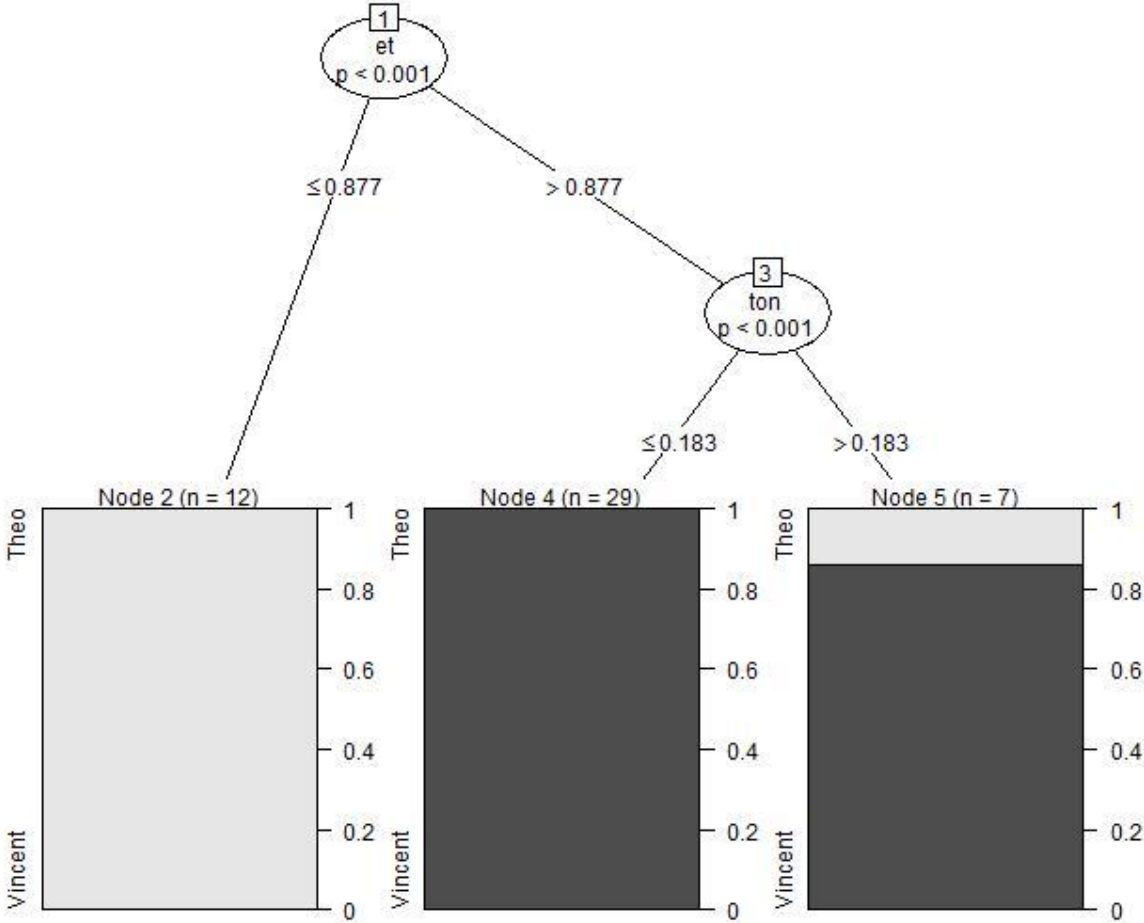 1
et
p < 0.001
≤ 0.877
> 0.877
3
ton
p < 0.001
≤ 0.183
> 0.183
Node 2 (n = 12)
Theo
Vincent
1
0.8
0.6
0.4
0.2
0
Node 4 (n = 29)
Theo
Vincent
1
0.8
0.6
0.4
0.2
0
Node 5 (n = 7)
Theo
Vincent
1
0.8
0.6
0.4
0.2
0